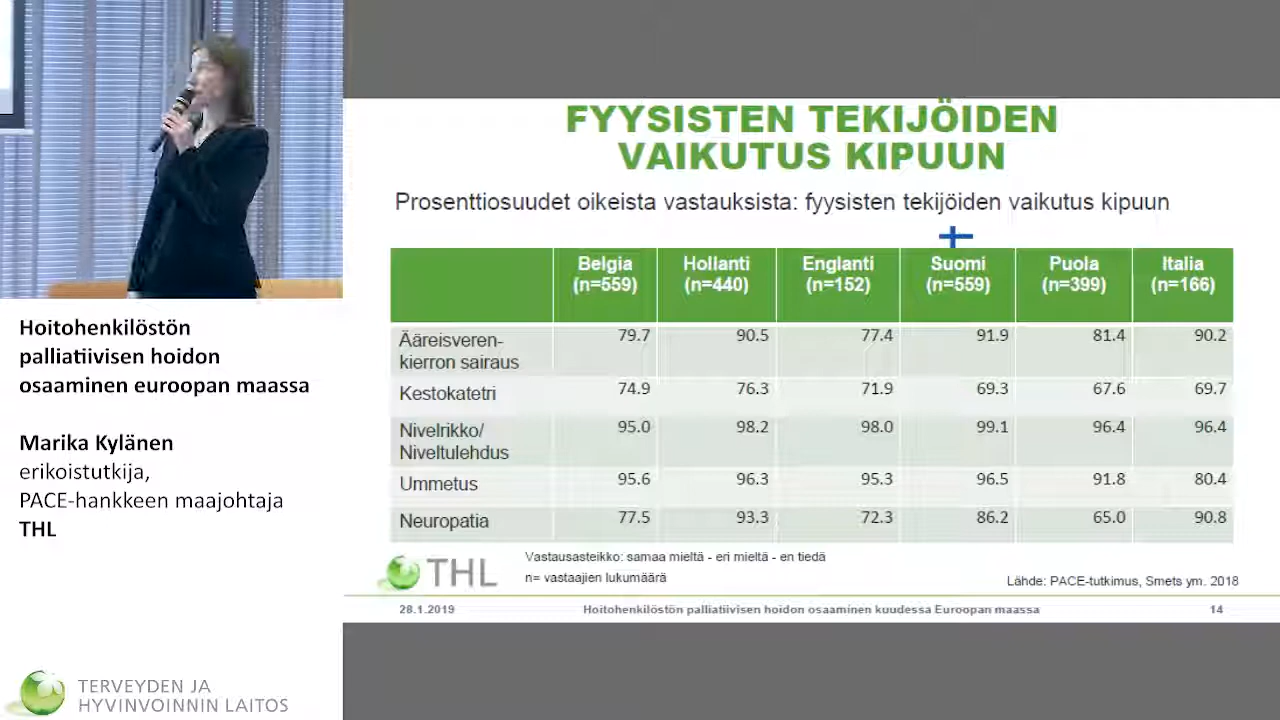 Hoitohenkilöstön
palliatiivisen hoidon
osaaminen euroopan maassa
Marika Kylänen
erikoistutkija,
PACE-hankkeen maajohtaja
THL
TERVEYDEN JA
HYVINVOINNIN LAITOS
FYYSISTEN TEKIJÖIDEN
VAIKUTUS KIPUUN
Prosenttiosuudet oikeista vastauksista: fyysisten tekijöiden vaikutus kipuun
Belgia Hollanti Englanti Suomi Puola Italia
(n=559) (n=440) (n=152) (n=559) (n=399) (n=166)
Ääreisveren- 79.7 90.5 77.4 91.9 81.4 90.2
kierron sairaus
Kestokatetri 74.9 76.3 71.9 69.3 67.6 69.7
Nivelrikko/ 95.0 98.2 98.0 99.1 96.4 96.4
Niveltulehdus
Ummetus 95.6 96.3 95.3 96.5 91.8 80.4
Neuropatia 77.5 93.3 72.3 86.2 65.0 90.8
THL
Vastausasteikko: samaa mieltä - eri mieltä - en tiedä
n= vastaajien lukumäärä
Lähde: PACE-tutkimus, Smets ym. 2018
28.1.2019 Hoitohenkilöstön palliatiivisen hoidon osaaminen kuudessa Euroopan maassa 14